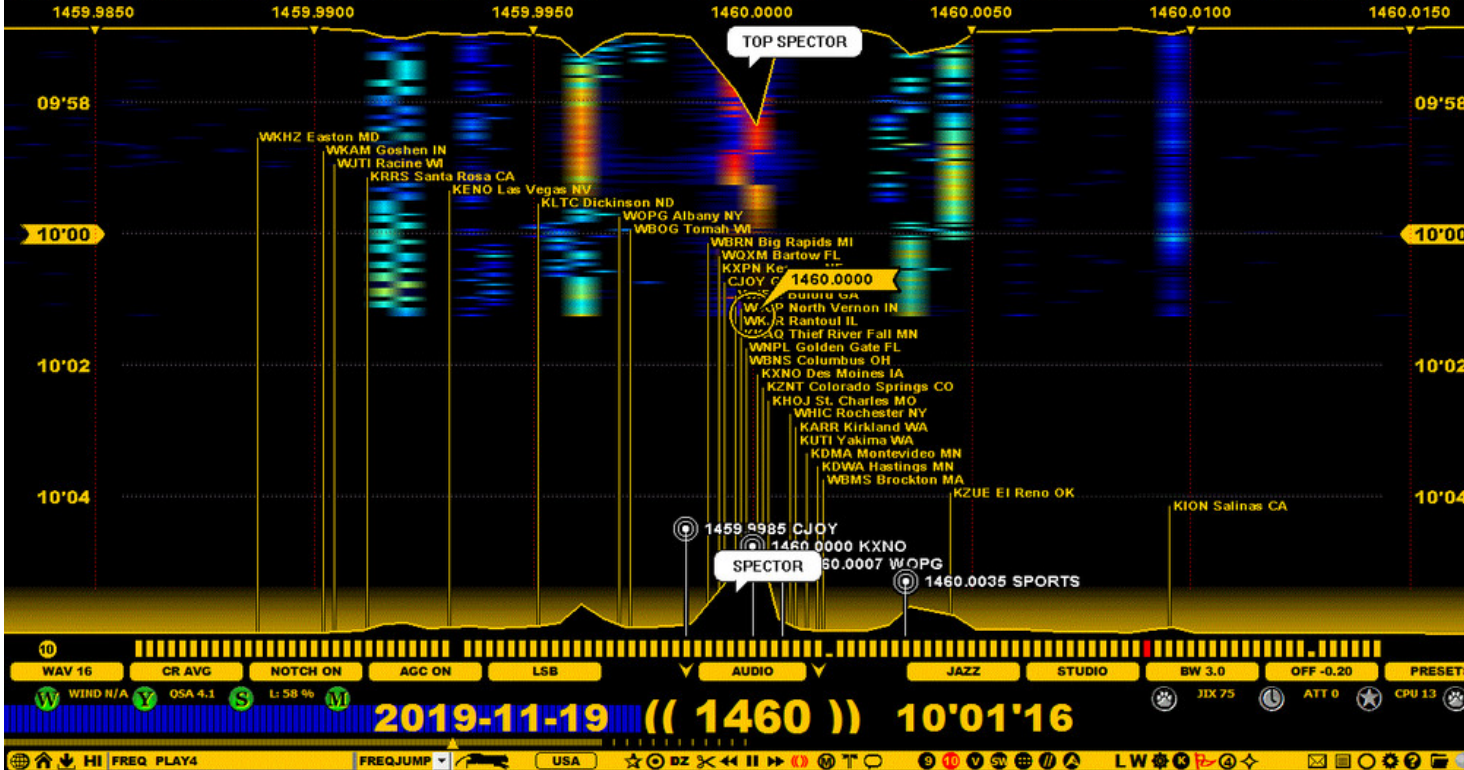 1459.9850 1459.9900 1459.9950 1460.0000 1460.0050 1460.0100 1460.0150
TOP SPECTOR
09'58 09'58
WKHZ Easton MD
WKAM Goshen IN
WJTI Racine WI
KRRS Santa Rosa CA
KENO Las Vegas NV
KLTC Dickinson ND
WOPG Albany NY
WBOG Tomah WI
10'00 10'00
WBRN Big Rapids MI
WQXM Bartow FL
KXPN
CJOY
1460.0000
Buford GA
North Vernon IN
Rantoul IL
Thief River Fall MN
WNPL Golden Gate FL
WBNS Columbus OH
10'02 10'02
KXNO Des Moines IA
KZNT Colorado Springs CO
KHOJ St. Charles MO
WHIC Rochester NY
KARR Kirkland WA
KUTI Yakima WA
KDMA Montevideo MN
KDWA Hastings MN
WBMS Brockton MA
KZUE El Reno OK
10'04 10'04
KION Salinas CA
1459.9985 CJOY
1460.0000 KXNO
60.0007 WOPG
SPECTOR
1460.0035 SPORTS
10
WAV 16 CR AVG NOTCH ON AGC ON LSB AUDIO JAZZ STUDIO BW 3.0 OFF -0.20 PRESET
W WIND N/A Y QSA 4.1 S L: 58 % M JIX 75 ATT 0 CPU 13
2019-11-19 (( 1460 )) 10'01'16
HI FREQ PLAY4 FREQJUMP USA DZ M T 9 10 V SW L W K 4 ?